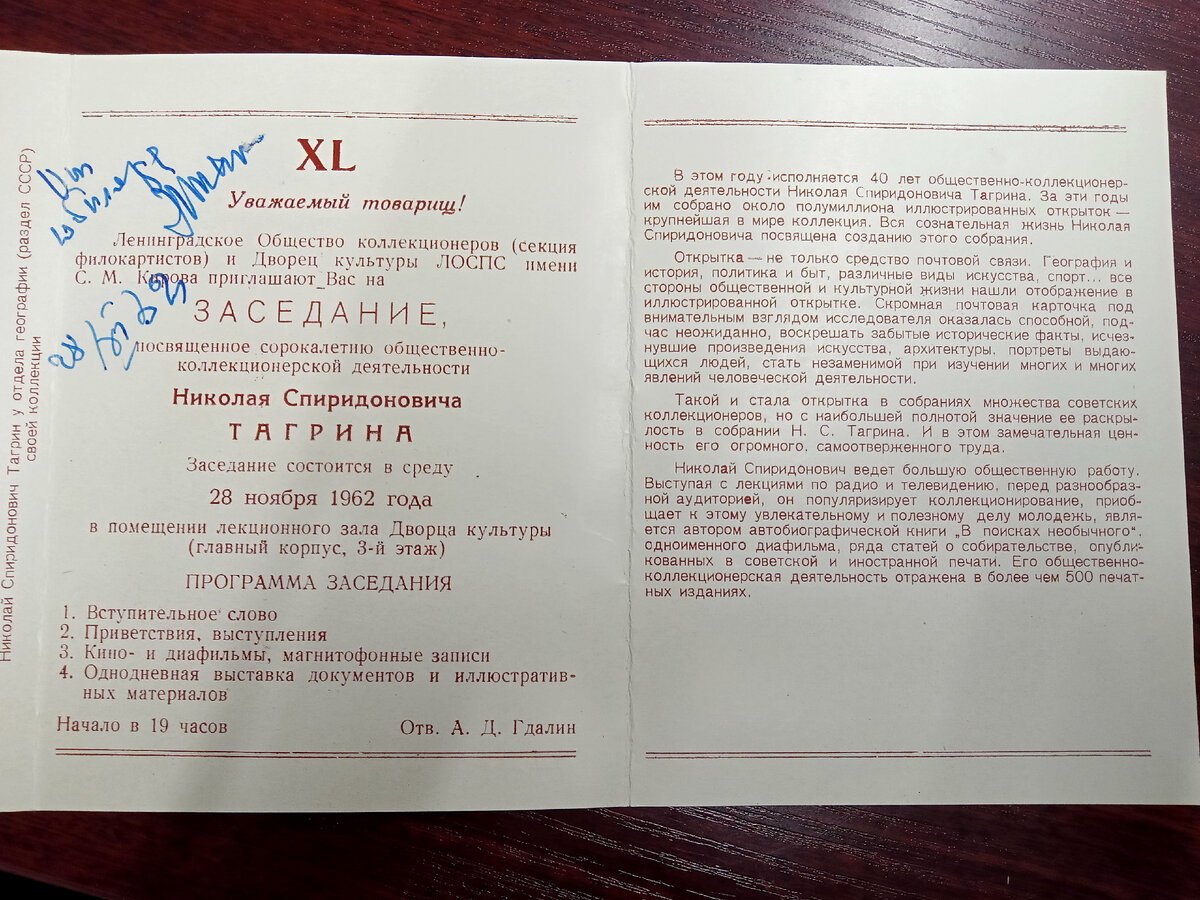 Николай Спиридонович Тагрин у отдела географии (раздел СССР)
своей коллекции
XL
Уважаемый товарищ!
Ленинградское Общество коллекционеров (секция
филокартистов) и Дворец культуры ЛОСПС имени
С. М. Кирова приглашают Вас на
ЗАСЕДАНИЕ,
посвященное сорокалетию общественно-
коллекционерской деятельности
Николая Спиридоновича
ТАГРИНА
Заседание состоится в среду
28 ноября 1962 года
в помещении лекционного зала Дворца культуры
(главный корпус, 3-й этаж)
ПРОГРАММА ЗАСЕДАНИЯ
1. Вступительное слово
2. Приветствия, выступления
3. Кино- и диафильмы, магнитофонные записи
4. Однодневная выставка документов и иллюстратив-
ных материалов
Начало в 19 часов Отв. А. Д. Гдалин
В этом году исполняется 40 лет общественно-коллекционер-
ской деятельности Николая Спиридоновича Тагрина. За эти годы
им собрано около полумиллиона иллюстрированных открыток —
крупнейшая в мире коллекция. Вся сознательная жизнь Николая
Спиридоновича посвящена созданию этого собрания.
Открытка — не только средство почтовой связи. География и
история, политика и быт, различные виды искусства, спорт... все
стороны общественной и культурной жизни нашли отображение в
иллюстрированной открытке. Скромная почтовая карточка под
внимательным взглядом исследователя оказалась способной, под-
час неожиданно, воскрешать забытые исторические факты, исчез-
нувшие произведения искусства, архитектуры, портреты выдаю-
щихся людей, стать незаменимой при изучении многих и многих
явлений человеческой деятельности.
Такой и стала открытка в собраниях множества советских
коллекционеров, но с наибольшей полнотой значение ее раскры-
лось в собрании Н. С. Тагрина. И в этом замечательная цен-
ность его огромного, самоотверженного труда.
Николай Спиридонович ведет большую общественную работу.
Выступая с лекциями по радио и телевидению, перед разнообраз-
ной аудиторией, он популяризирует коллекционирование, приоб-
щает к этому увлекательному и полезному делу молодежь, явля-
ется автором автобиографической книги „В поисках необычного“,
одноименного диафильма, ряда статей о собирательстве, опубли-
кованных в советской и иностранной печати. Его общественно-
коллекционерская деятельность отражена в более чем 500 печат-
ных изданиях.